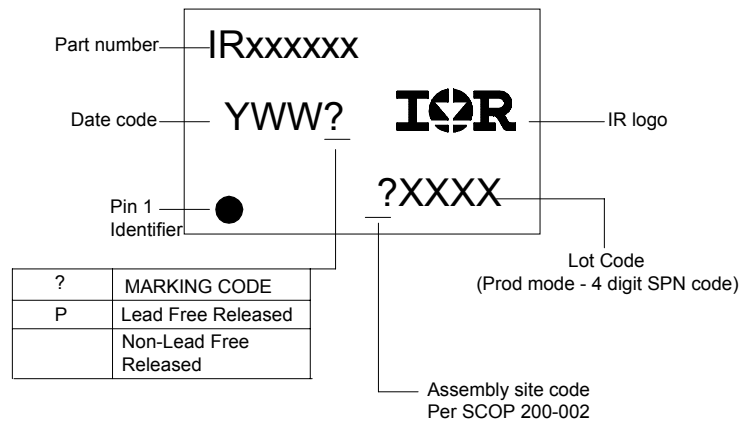 Part number
IRxxxxxx
Date code
YWW?
IOR
IR logo
?XXXX
Pin 1
Identifier
Lot Code
(Prod mode - 4 digit SPN code)
? MARKING CODE
P Lead Free Released
Non-Lead Free
Released
Assembly site code
Per SCOP 200-002